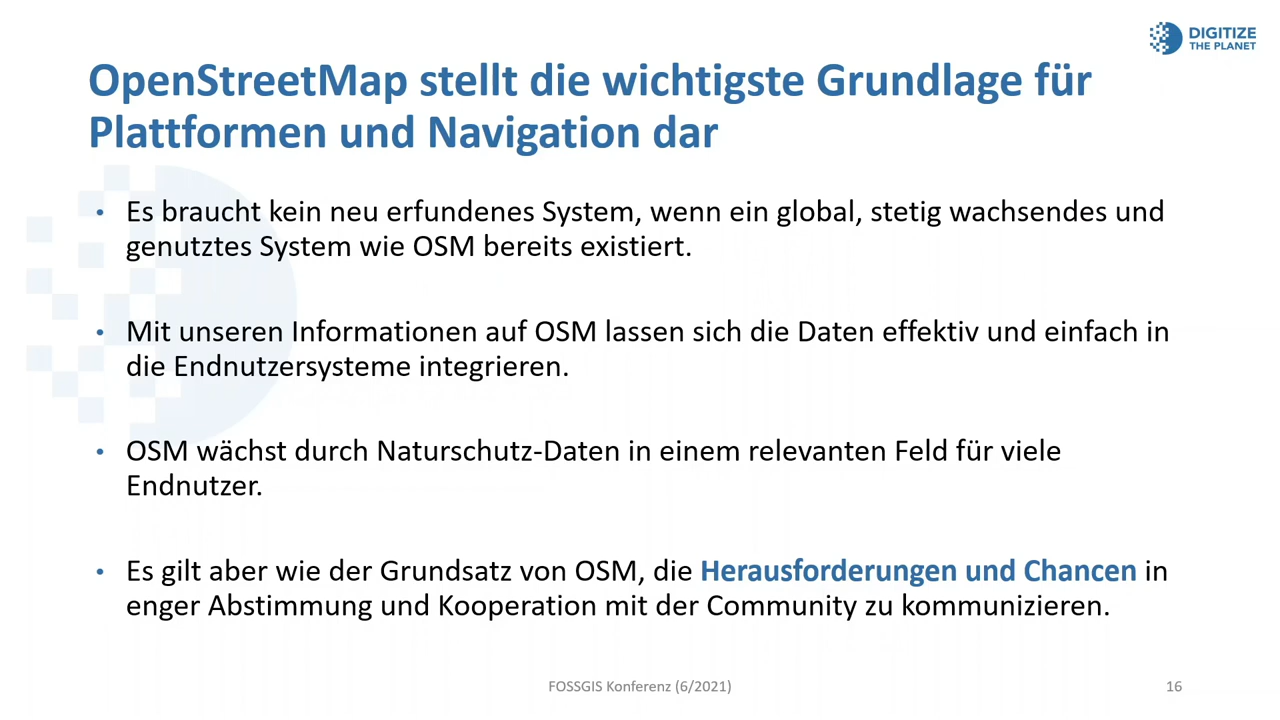 DIGITIZE
THE PLANET
OpenStreetMap stellt die wichtigste Grundlage für
Plattformen und Navigation dar
• Es braucht kein neu erfundenes System, wenn ein global, stetig wachsendes und
genutztes System wie OSM bereits existiert.
• Mit unseren Informationen auf OSM lassen sich die Daten effektiv und einfach in
die Endnutzersysteme integrieren.
• OSM wächst durch Naturschutz-Daten in einem relevanten Feld für viele
Endnutzer.
• Es gilt aber wie der Grundsatz von OSM, die Herausforderungen und Chancen in
enger Abstimmung und Kooperation mit der Community zu kommunizieren.
FOSSGIS Konferenz (6/2021)
16